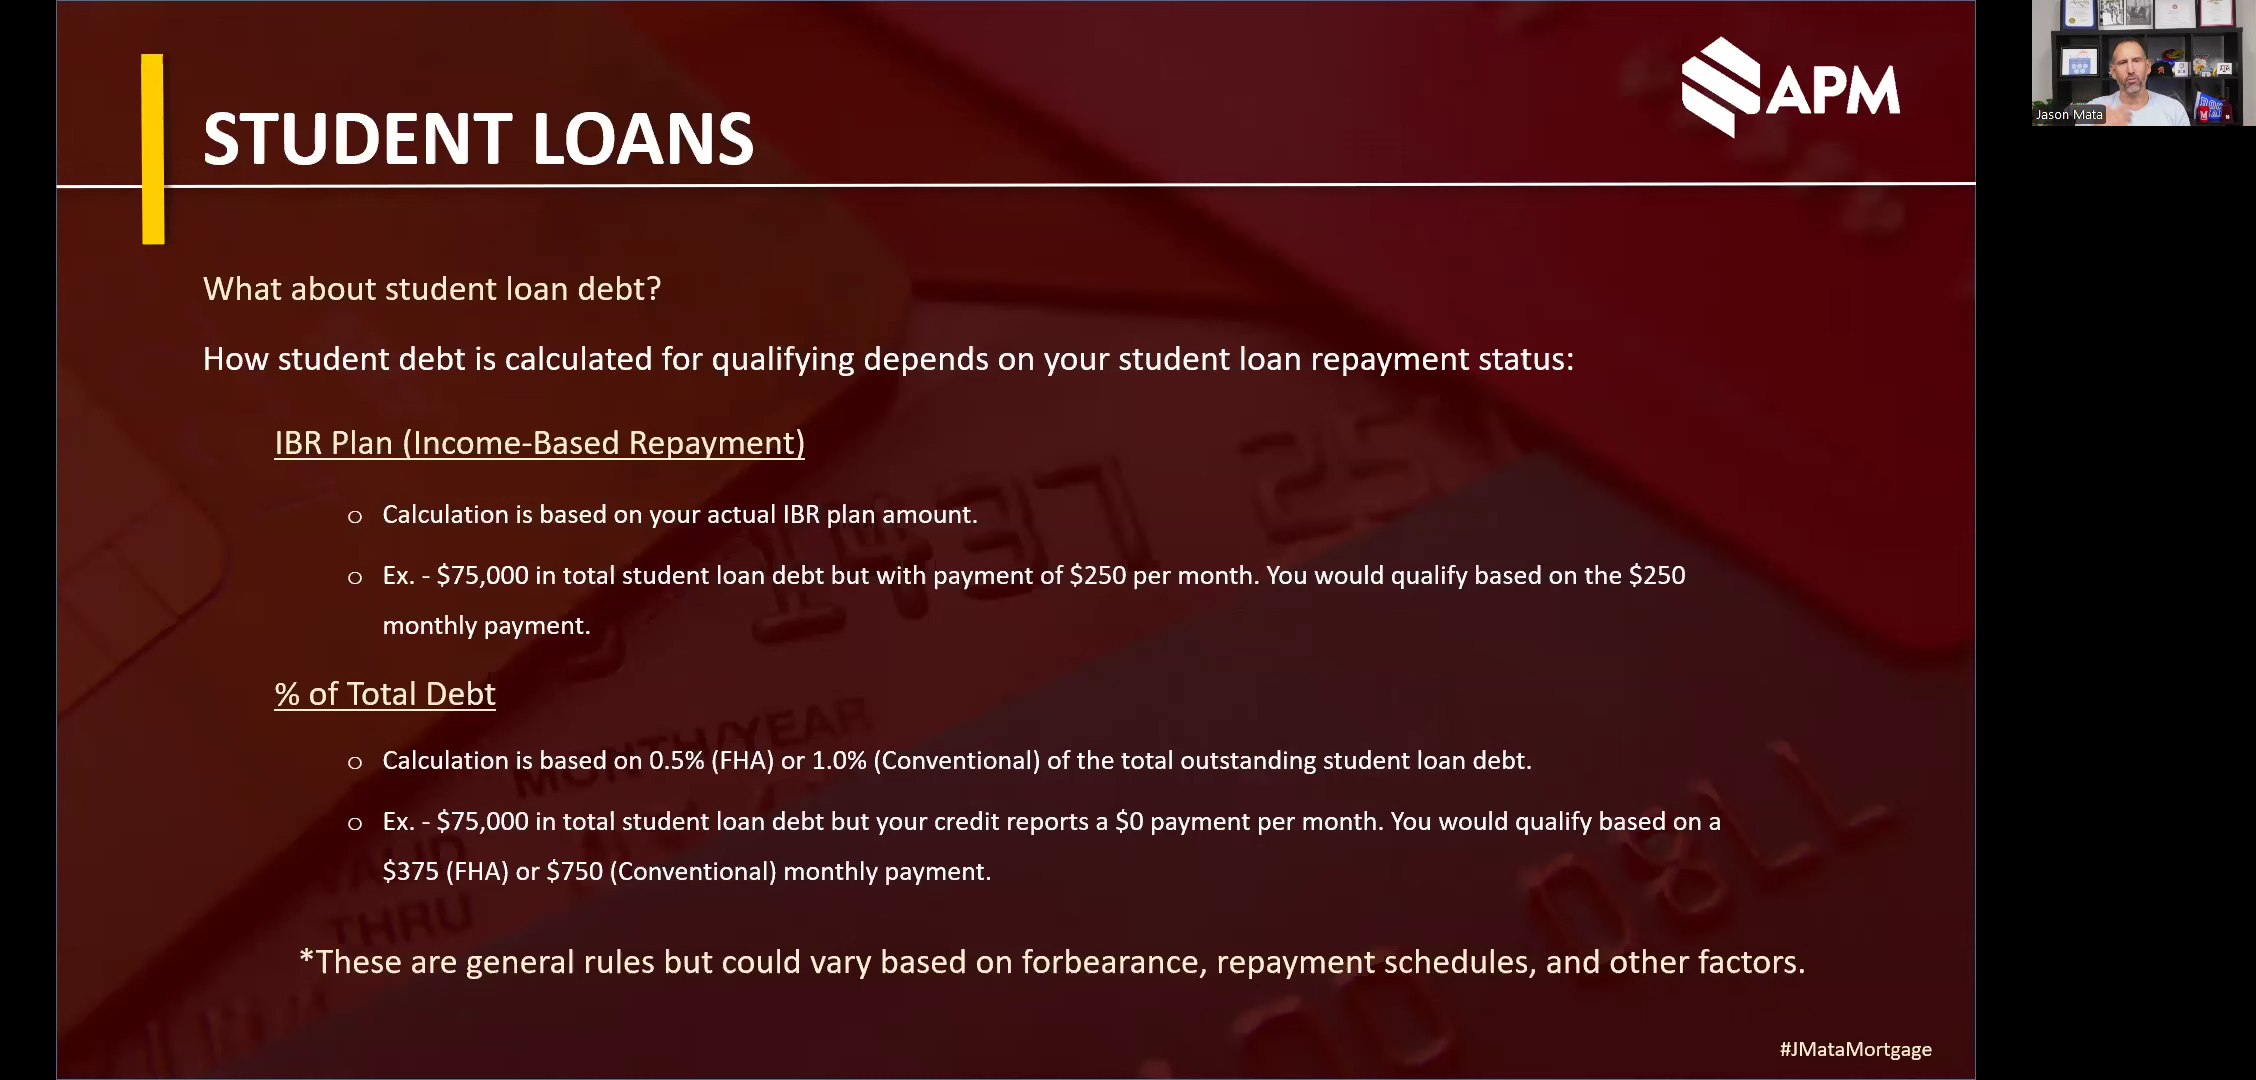 APM
STUDENT LOANS
Jason Mata
What about student loan debt?
How student debt is calculated for qualifying depends on your student loan repayment status:
IBR Plan (Income-Based Repayment)
o Calculation is based on your actual IBR plan amount.
o Ex. - $75,000 in total student loan debt but with payment of $250 per month. You would qualify based on the $250
monthly payment.
% of Total Debt
o Calculation is based on 0.5% (FHA) or 1.0% (Conventional) of the total outstanding student loan debt.
o Ex. - $75,000 in total student loan debt but your credit reports a $0 payment per month. You would qualify based on a
$375 (FHA) or $750 (Conventional) monthly payment.
MONTH/YEAR
VALID
THRU
*These are general rules but could vary based on forbearance, repayment schedules, and other factors.
#JMataMortgage